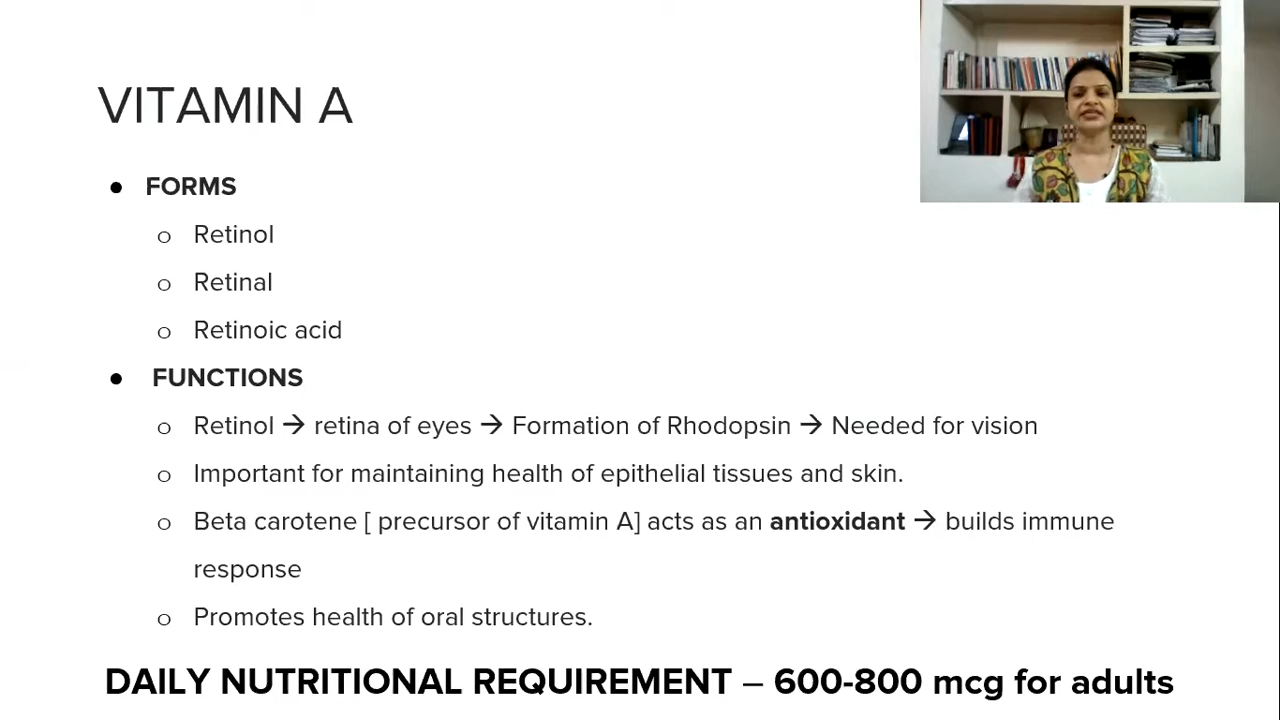 VITAMIN A
● FORMS
o Retinol
o Retinal
o Retinoic acid
● FUNCTIONS
o Retinol → retina of eyes → Formation of Rhodopsin → Needed for vision
o Important for maintaining health of epithelial tissues and skin.
o Beta carotene [ precursor of vitamin A] acts as an antioxidant → builds immune
response
o Promotes health of oral structures.
DAILY NUTRITIONAL REQUIREMENT – 600-800 mcg for adults